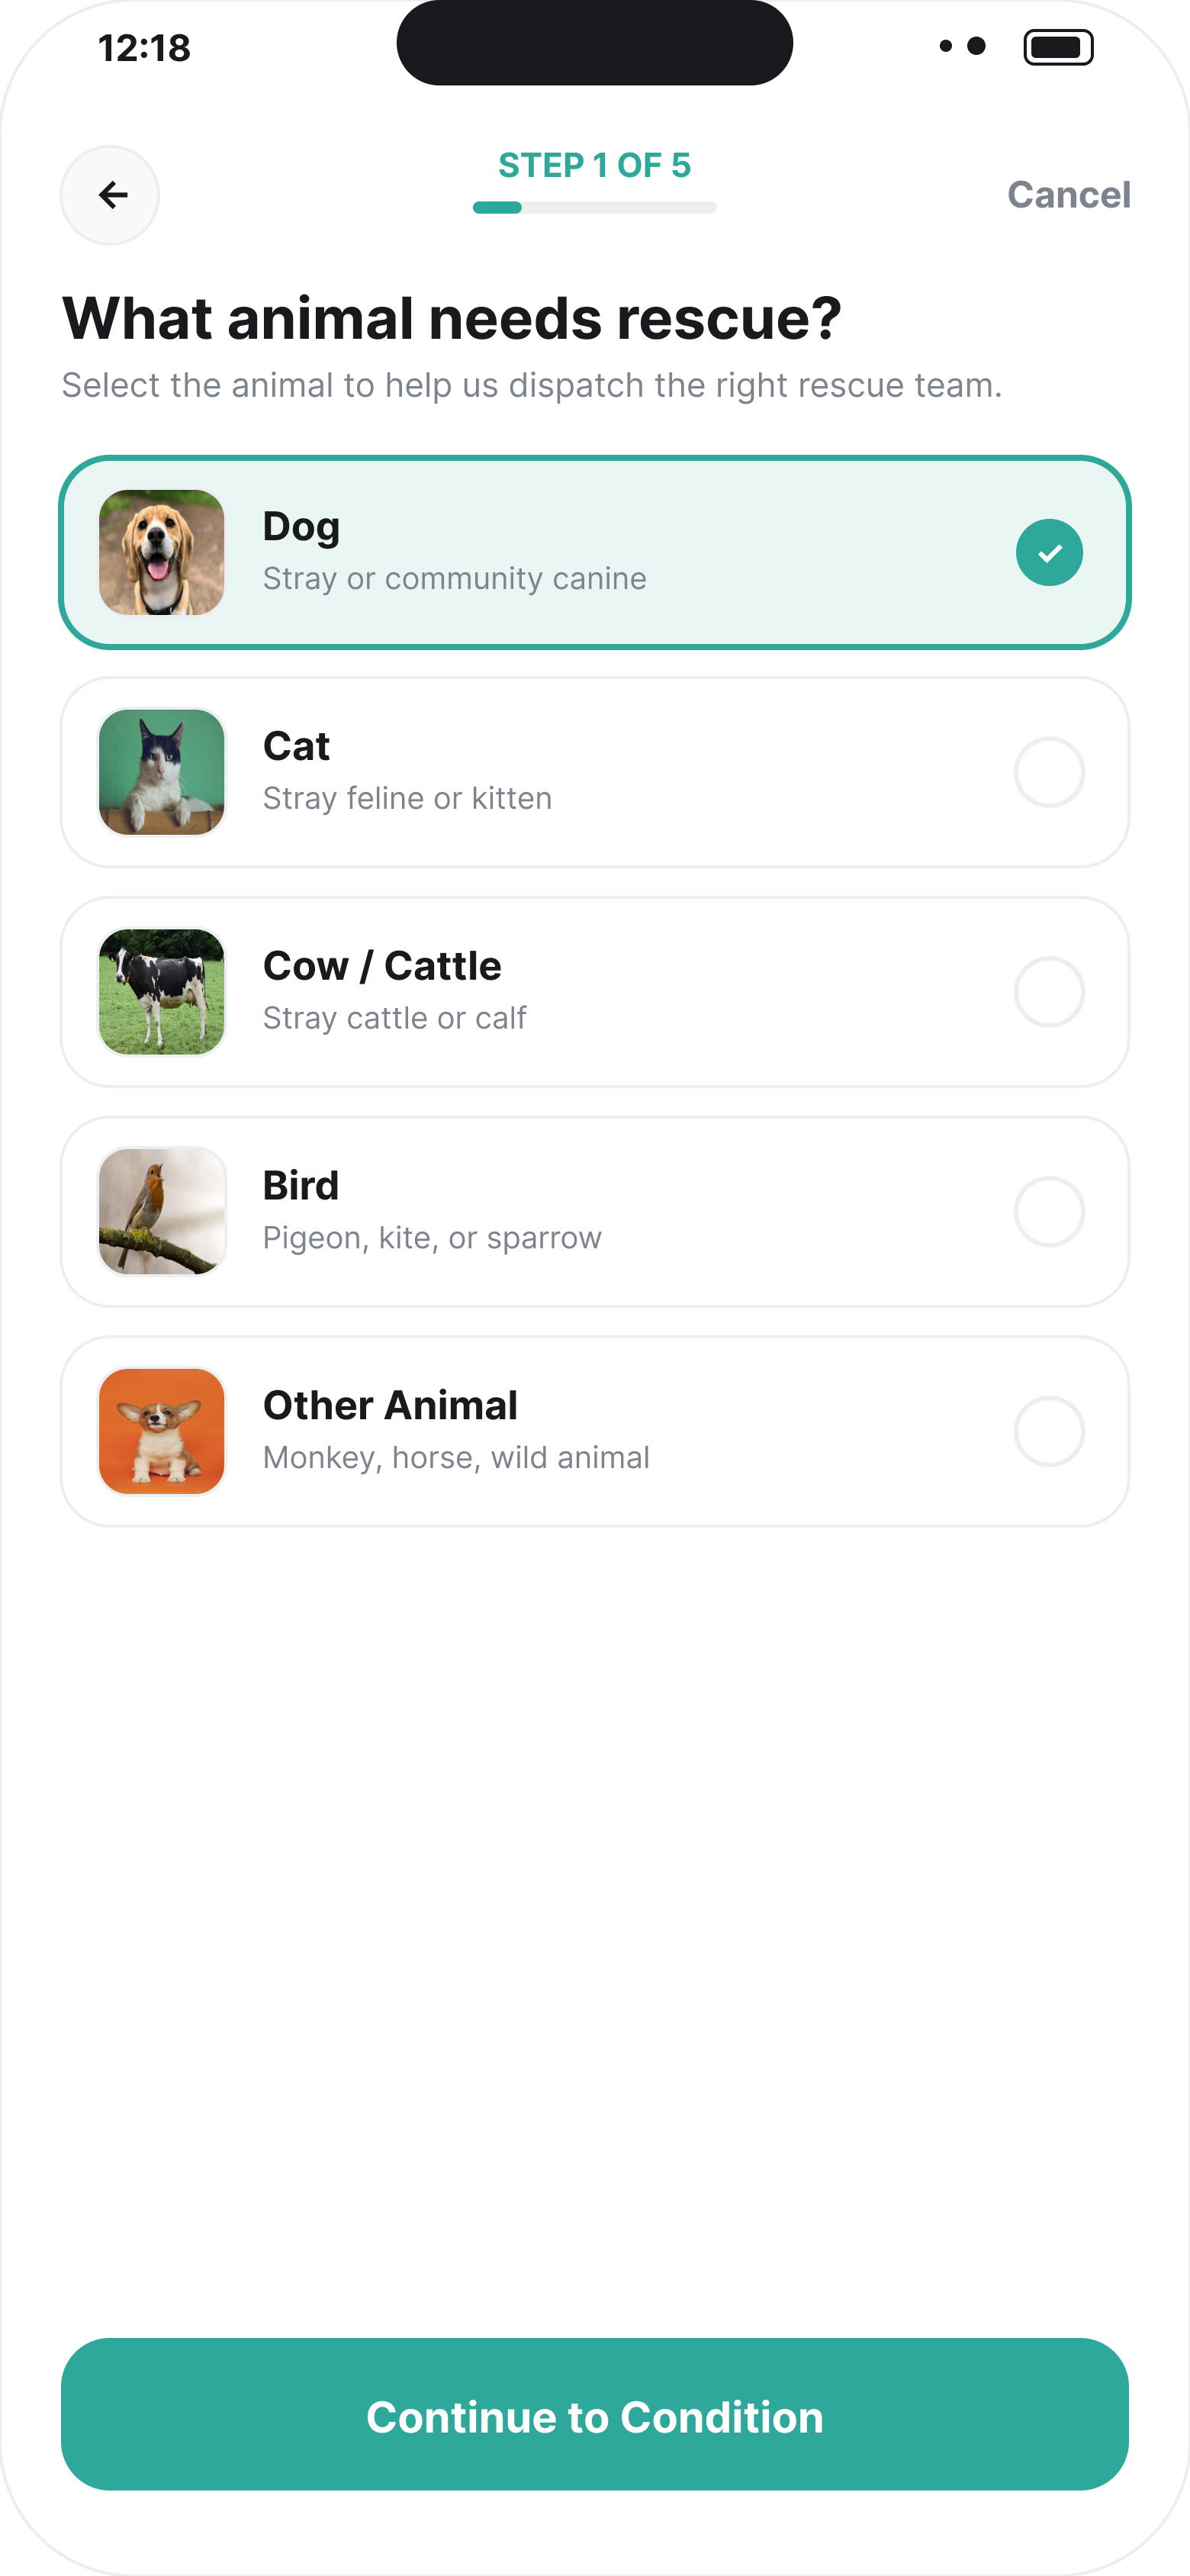 12:18
STEP 1 OF 5
Cancel
What animal needs rescue?
Select the animal to help us dispatch the right rescue team.
Dog
Stray or community canine
Cat
Stray feline or kitten
Cow / Cattle
Stray cattle or calf
Bird
Pigeon, kite, or sparrow
Other Animal
Monkey, horse, wild animal
Continue to Condition